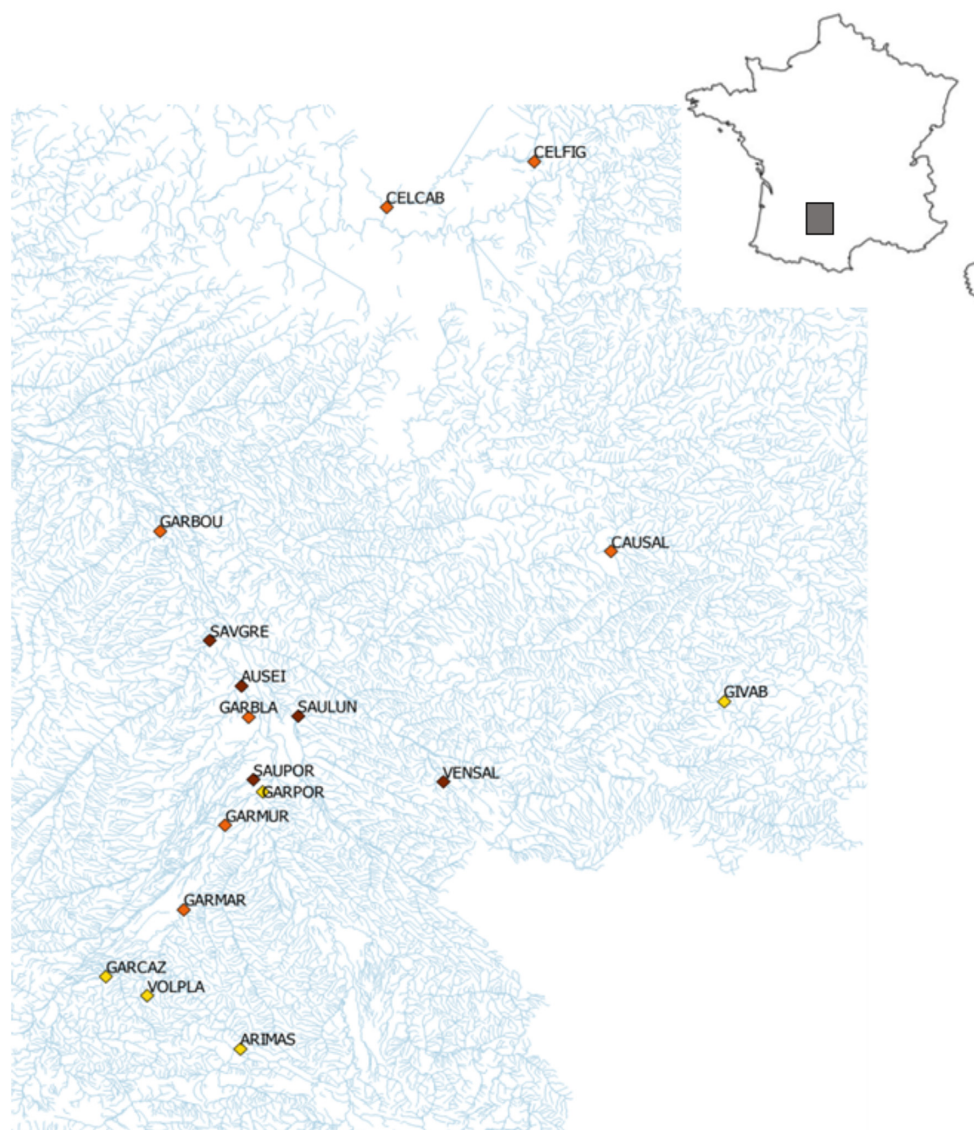 CELFIG
CELCAB
GARBOU
CAUSAL
SAVGRE
AUSEI
GIVAB
GARBLA
SAULUN
SAUPOR
VENSAL
GARPOR
GARMUR
GARMAR
GARCAZ
VOLPLA
ARIMAS